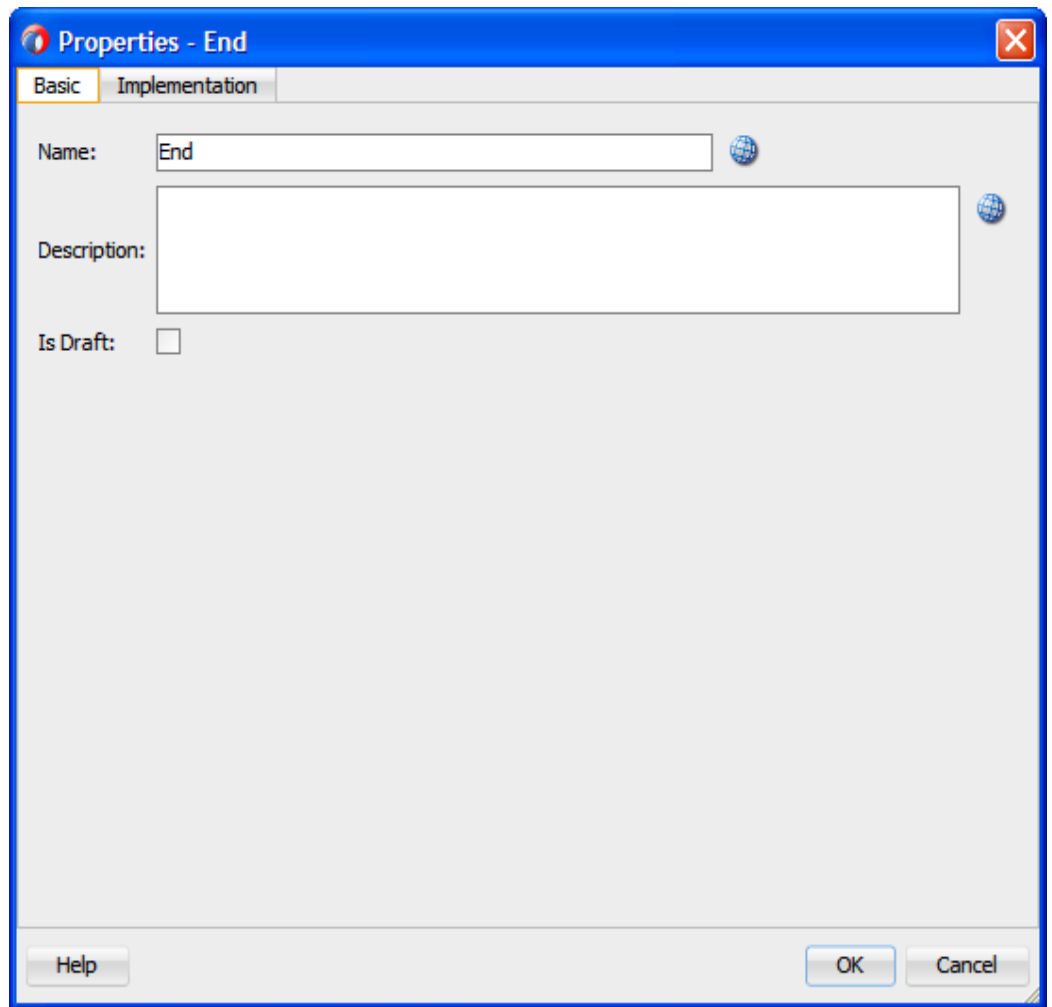 Properties - End
Basic Implementation
Name: End
Description:
Is Draft:
Help OK Cancel